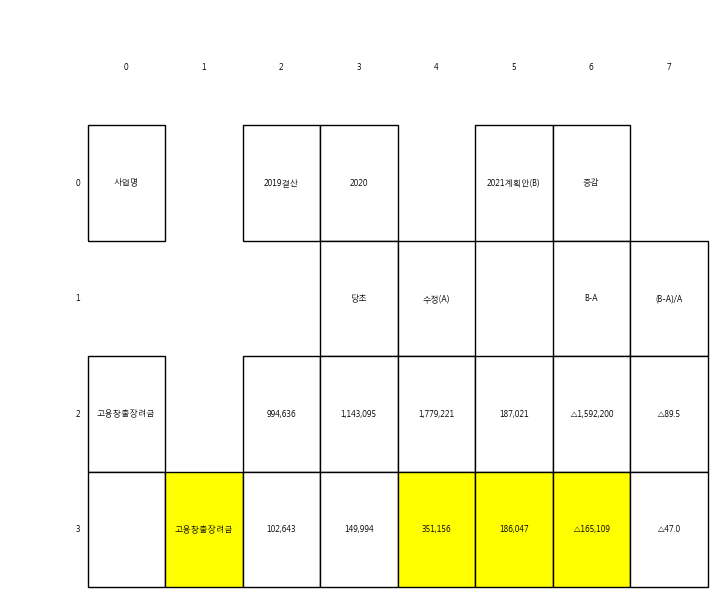 0 1 2 3 4 5 6 7
0 사업명 2019결산 2020 2021계획안(B) 증감
1 당초 수정(A) B-A (B-A)/A
2 고용창출장려금 994,636 1,143,095 1,779,221 187,021 △1,592,200 △89.5
3 고용창출장려금 102,643 149,994 351,156 186,047 △165,109 △47.0